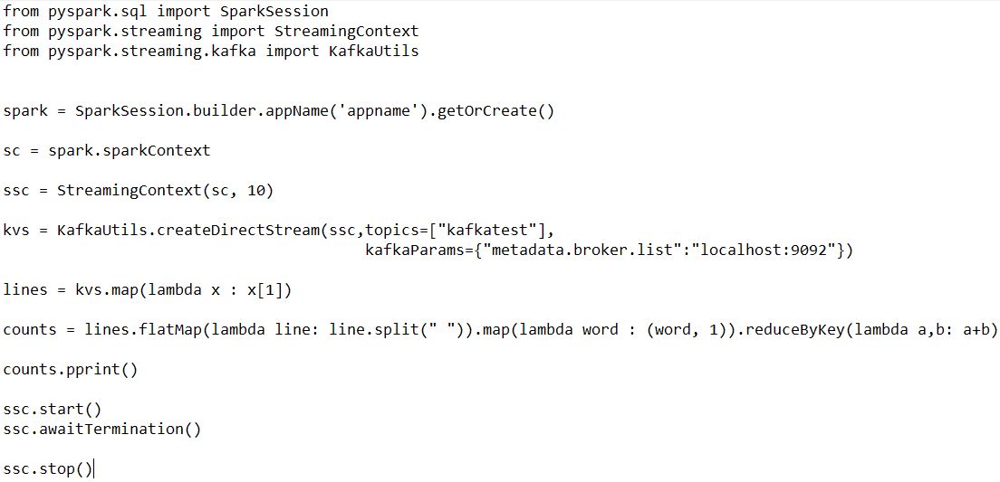 from pyspark.sql import SparkSession
from pyspark.streaming import StreamingContext
from pyspark.streaming.kafka import KafkaUtils
spark = SparkSession.builder.appName('appname').getOrCreate()
sc = spark.sparkContext
ssc = StreamingContext(sc, 10)
kvs = KafkaUtils.createDirectStream(ssc,topics=["kafkatest"],
                                        kafkaParams={"metadata.broker.list":"localhost:9092"})
lines = kvs.map(lambda x : x[1])
counts = lines.flatMap(lambda line: line.split(" ")).map(lambda word : (word, 1)).reduceByKey(lambda a,b: a+b)
counts.pprint()
ssc.start()
ssc.awaitTermination()
ssc.stop()